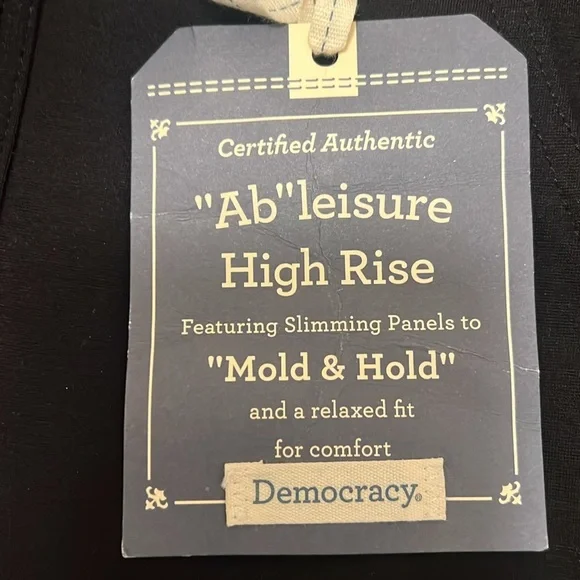 Certified Authentic
"Ab"leisure
High Rise
Featuring Slimming Panels to
"Mold & Hold"
and a relaxed fit
for comfort
Democracy®